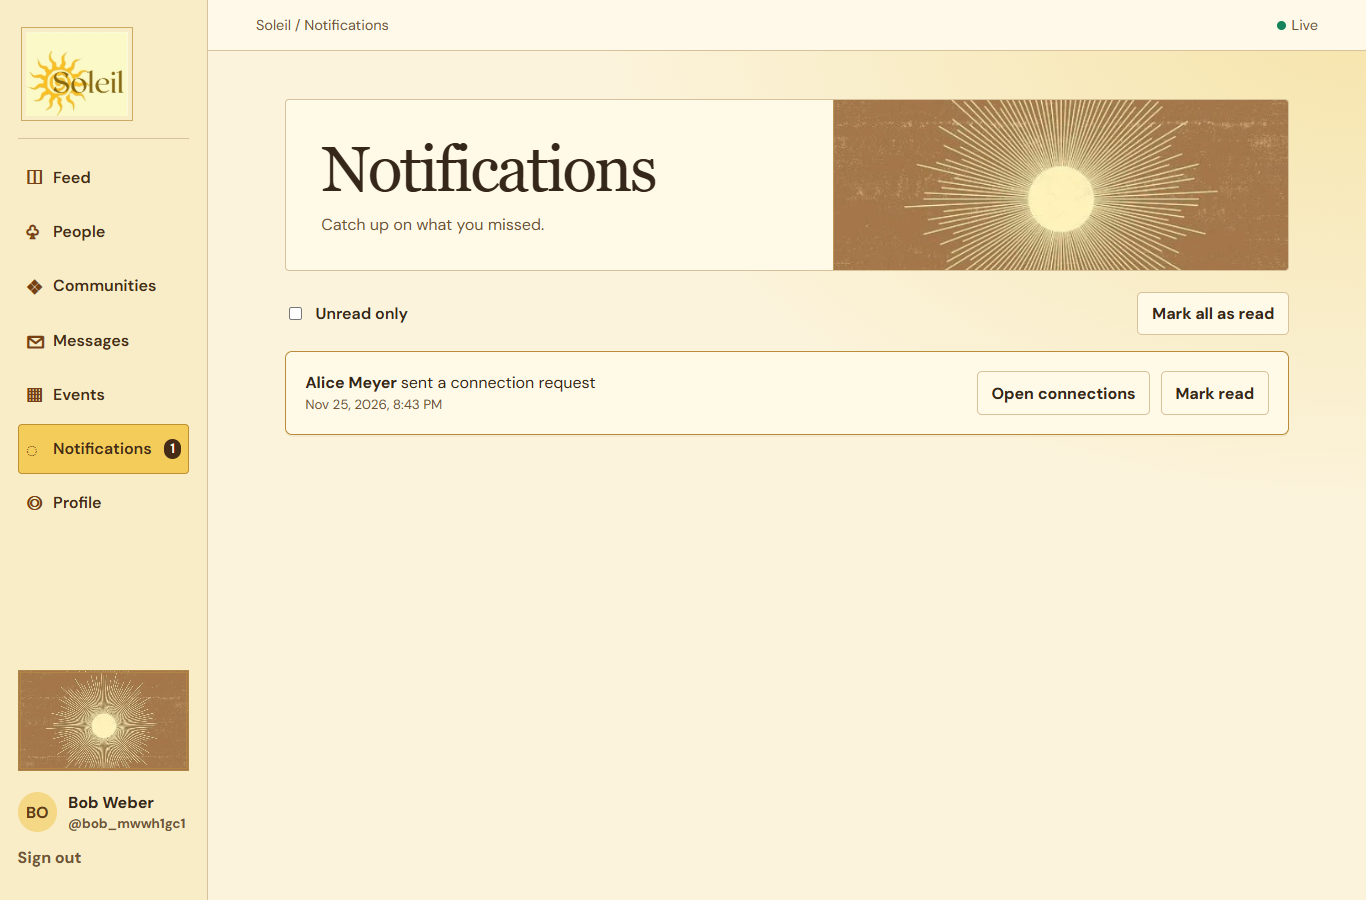 Soleil
Feed
People
Communities
Messages
Events
Notifications 1
Profile
BO
Bob Weber
@bob_mwwh1gc1
Sign out
Soleil / Notifications
Live
Notifications
Catch up on what you missed.
Unread only
Mark all as read
Alice Meyer sent a connection request
Nov 25, 2026, 8:43 PM
Open connections
Mark read